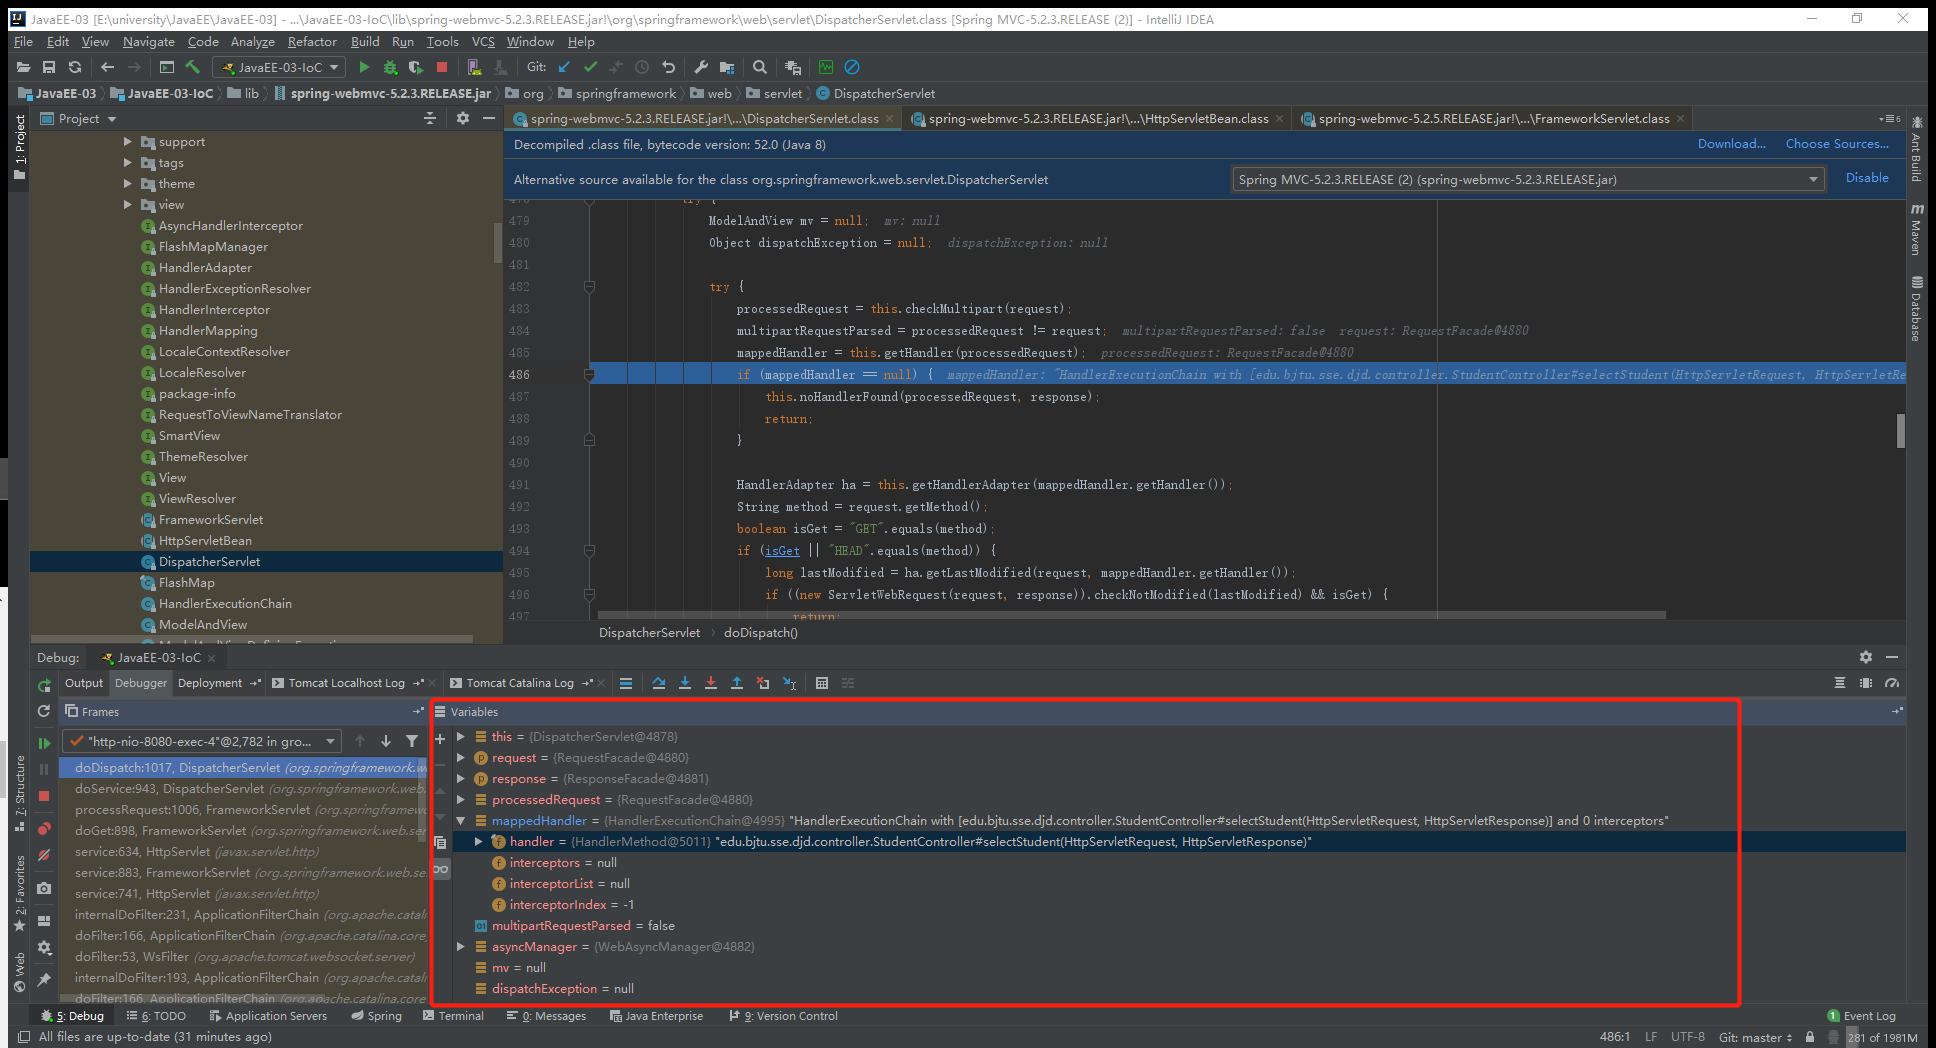 JavaEE-03 [E:\university\JavaEE\JavaEE-03] - ...\JavaEE-03-IoC\lib\spring-webmvc-5.2.3.RELEASE.jar!\org\springframework\web\servlet\DispatcherServlet.class [Spring MVC-5.2.3.RELEASE (2)] - IntelliJ IDEA
File Edit View Navigate Code Analyze Refactor Build Run Tools VCS Window Help
JavaEE-03-IoC Git:
JavaEE-03 JavaEE-03-IoC lib spring-webmvc-5.2.3.RELEASE.jar org springframework web servlet DispatcherServlet
1: Project
Project
support
tags
theme
view
AsyncHandlerInterceptor
FlashMapManager
HandlerAdapter
HandlerExceptionResolver
HandlerInterceptor
HandlerMapping
LocaleContextResolver
LocaleResolver
package-info
RequestToViewNameTranslator
SmartView
ThemeResolver
View
ViewResolver
FrameworkServlet
HttpServletBean
DispatcherServlet
FlashMap
HandlerExecutionChain
ModelAndView
spring-webmvc-5.2.3.RELEASE.jar!\...\DispatcherServlet.class spring-webmvc-5.2.3.RELEASE.jar!\...\HttpServletBean.class spring-webmvc-5.2.5.RELEASE.jar!\...\FrameworkServlet.class 6
Decompiled .class file, bytecode version: 52.0 (Java 8) Download... Choose Sources...
Alternative source available for the class org.springframework.web.servlet.DispatcherServlet Spring MVC-5.2.3.RELEASE (2) (spring-webmvc-5.2.3.RELEASE.jar) Disable
478 try {
479 ModelAndView mv = null; mv: null
480 Object dispatchException = null; dispatchException: null
481
482 try {
483 processedRequest = this.checkMultipart(request);
484 multipartRequestParsed = processedRequest != request; multipartRequestParsed: false request: RequestFacade@4880
485 mappedHandler = this.getHandler(processedRequest); processedRequest: RequestFacade@4880
486 if (mappedHandler == null) { mappedHandler: "HandlerExecutionChain with [edu.bjtu.sse.djd.controller.StudentController#selectStudent(HttpServletRequest, HttpServletRe
487 this.noHandlerFound(processedRequest, response);
488 return;
489 }
490
491 HandlerAdapter ha = this.getHandlerAdapter(mappedHandler.getHandler());
492 String method = request.getMethod();
493 boolean isGet = "GET".equals(method);
494 if (isGet || "HEAD".equals(method)) {
495 long lastModified = ha.getLastModified(request, mappedHandler.getHandler());
496 if ((new ServletWebRequest(request, response)).checkNotModified(lastModified) && isGet) {
497 return;
DispatcherServlet doDispatch()
Ant Build
Maven
Database
Debug: JavaEE-03-IoC
Output Debugger Deployment Tomcat Localhost Log Tomcat Catalina Log
Frames
"http-nio-8080-exec-4"@2,782 in gro...
doDispatch:1017, DispatcherServlet (org.springframework.w
doService:943, DispatcherServlet (org.springframework.web.
processRequest:1006, FrameworkServlet (org.springframew
doGet:898, FrameworkServlet (org.springframework.web.ser
service:634, HttpServlet (javax.servlet.http)
service:883, FrameworkServlet (org.springframework.web.se
service:741, HttpServlet (javax.servlet.http)
internalDoFilter:231, ApplicationFilterChain (org.apache.catalin
doFilter:166, ApplicationFilterChain (org.apache.catalina.core)
doFilter:53, WsFilter (org.apache.tomcat.websocket.server)
internalDoFilter:193, ApplicationFilterChain (org.apache.catalin
doFilter:166, ApplicationFilterChain (org.apache.catalina.core
Variables
this = {DispatcherServlet@4878}
request = {RequestFacade@4880}
response = {ResponseFacade@4881}
processedRequest = {RequestFacade@4880}
mappedHandler = {HandlerExecutionChain@4995} "HandlerExecutionChain with [edu.bjtu.sse.djd.controller.StudentController#selectStudent(HttpServletRequest, HttpServletResponse)] and 0 interceptors"
handler = {HandlerMethod@5011} "edu.bjtu.sse.djd.controller.StudentController#selectStudent(HttpServletRequest, HttpServletResponse)"
interceptors = null
interceptorList = null
interceptorIndex = -1
multipartRequestParsed = false
asyncManager = {WebAsyncManager@4882}
mv = null
dispatchException = null
7: Structure
2: Favorites
Web
5: Debug 6: TODO Application Servers Spring Terminal 0: Messages Java Enterprise 9: Version Control 1 Event Log
All files are up-to-date (31 minutes ago) 486:1 LF UTF-8 Git: master 281 of 1981M